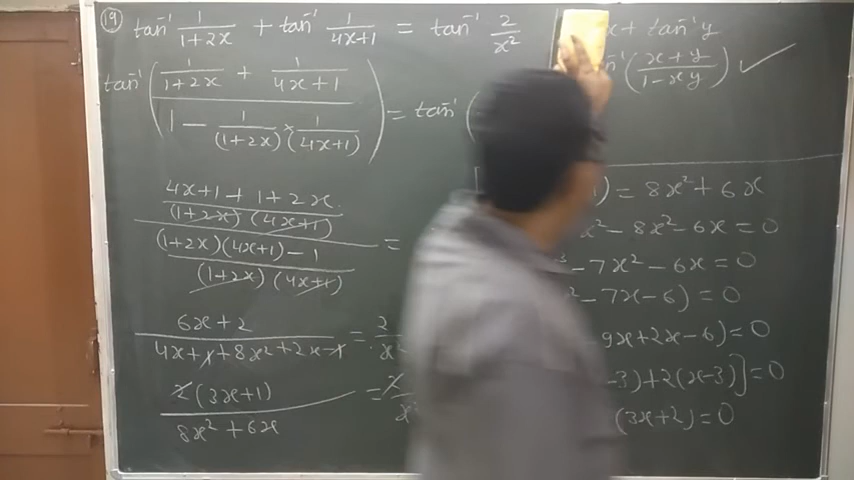 19 tan⁻¹ 1/(1+2x) + tan⁻¹ 1/(4x+1) = tan⁻¹ 2/x²
tan⁻¹ ( (1/(1+2x) + 1/(4x+1)) / (1 − 1/(1+2x) × 1/(4x+1)) ) = tan⁻¹ (
((4x+1+1+2x)/((1+2x)(4x+1))) / (((1+2x)(4x+1)−1)/((1+2x)(4x+1))) =
(6x+2)/(4x+1+8x²+2x−1) = 2/x²
2(3x+1)/(8x²+6x) = 2/x²
x + tan⁻¹ y
( (x+y)/(1−xy) ) ✓
1) = 8x²+6x
x² − 8x² − 6x = 0
− 7x² − 6x = 0
² − 7x − 6) = 0
− 9x + 2x − 6) = 0
−3) + 2(x−3)] = 0
(3x+2) = 0